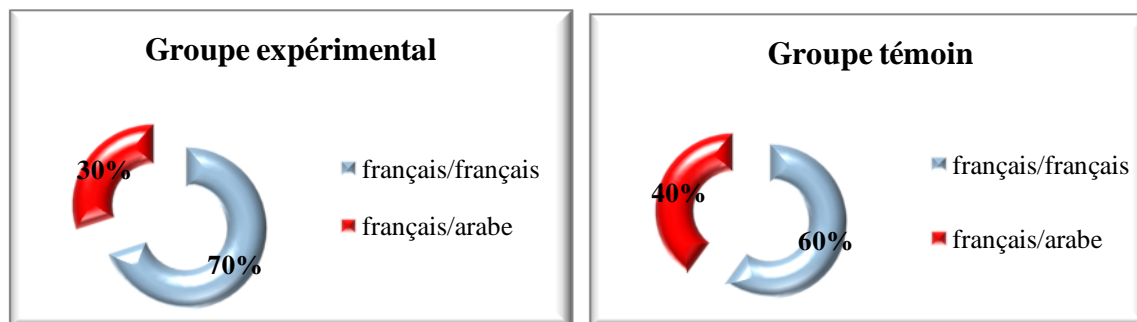 Groupe expérimental
30%
70%
français/français
français/arabe
Groupe témoin
40%
60%
français/français
français/arabe